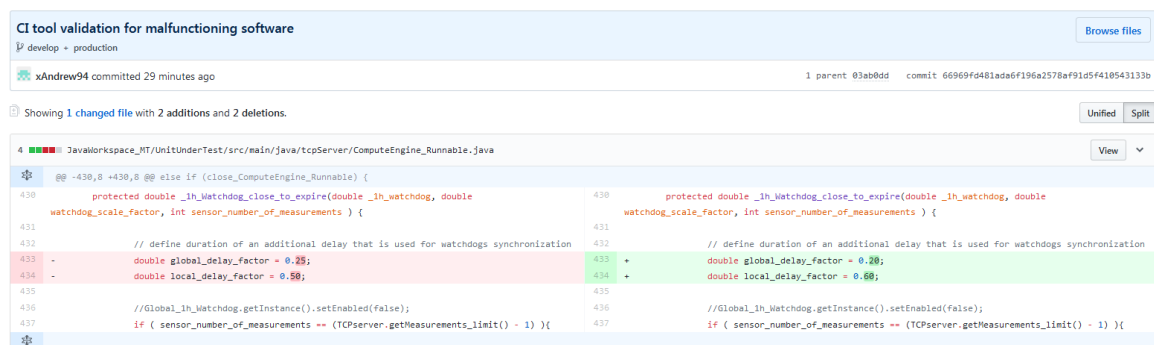 CI tool validation for malfunctioning software
Browse files
develop + production
xAndrew94 committed 29 minutes ago
1 parent 03ab0dd commit 66969fd481ada6f196a2578af91d5f410543133b
Showing 1 changed file with 2 additions and 2 deletions.
Unified Split
4 JavaWorkspace_MT/UnitUnderTest/src/main/java/tcpServer/ComputeEngine_Runnable.java
View
@@ -430,8 +430,8 @@ else if (close_ComputeEngine_Runnable) {
430 protected double _1h_Watchdog_close_to_expire(double _1h_watchdog, double
watchdog_scale_factor, int sensor_number_of_measurements ) {
431
432 // define duration of an additional delay that is used for watchdogs synchronization
433 - double global_delay_factor = 0.25;
434 - double local_delay_factor = 0.50;
435
436 //Global_1h_Watchdog.getInstance().setEnabled(false);
437 if ( sensor_number_of_measurements == (TCPserver.getMeasurements_limit() - 1) ){
430 protected double _1h_Watchdog_close_to_expire(double _1h_watchdog, double
watchdog_scale_factor, int sensor_number_of_measurements ) {
431
432 // define duration of an additional delay that is used for watchdogs synchronization
433 + double global_delay_factor = 0.20;
434 + double local_delay_factor = 0.60;
435
436 //Global_1h_Watchdog.getInstance().setEnabled(false);
437 if ( sensor_number_of_measurements == (TCPserver.getMeasurements_limit() - 1) ){